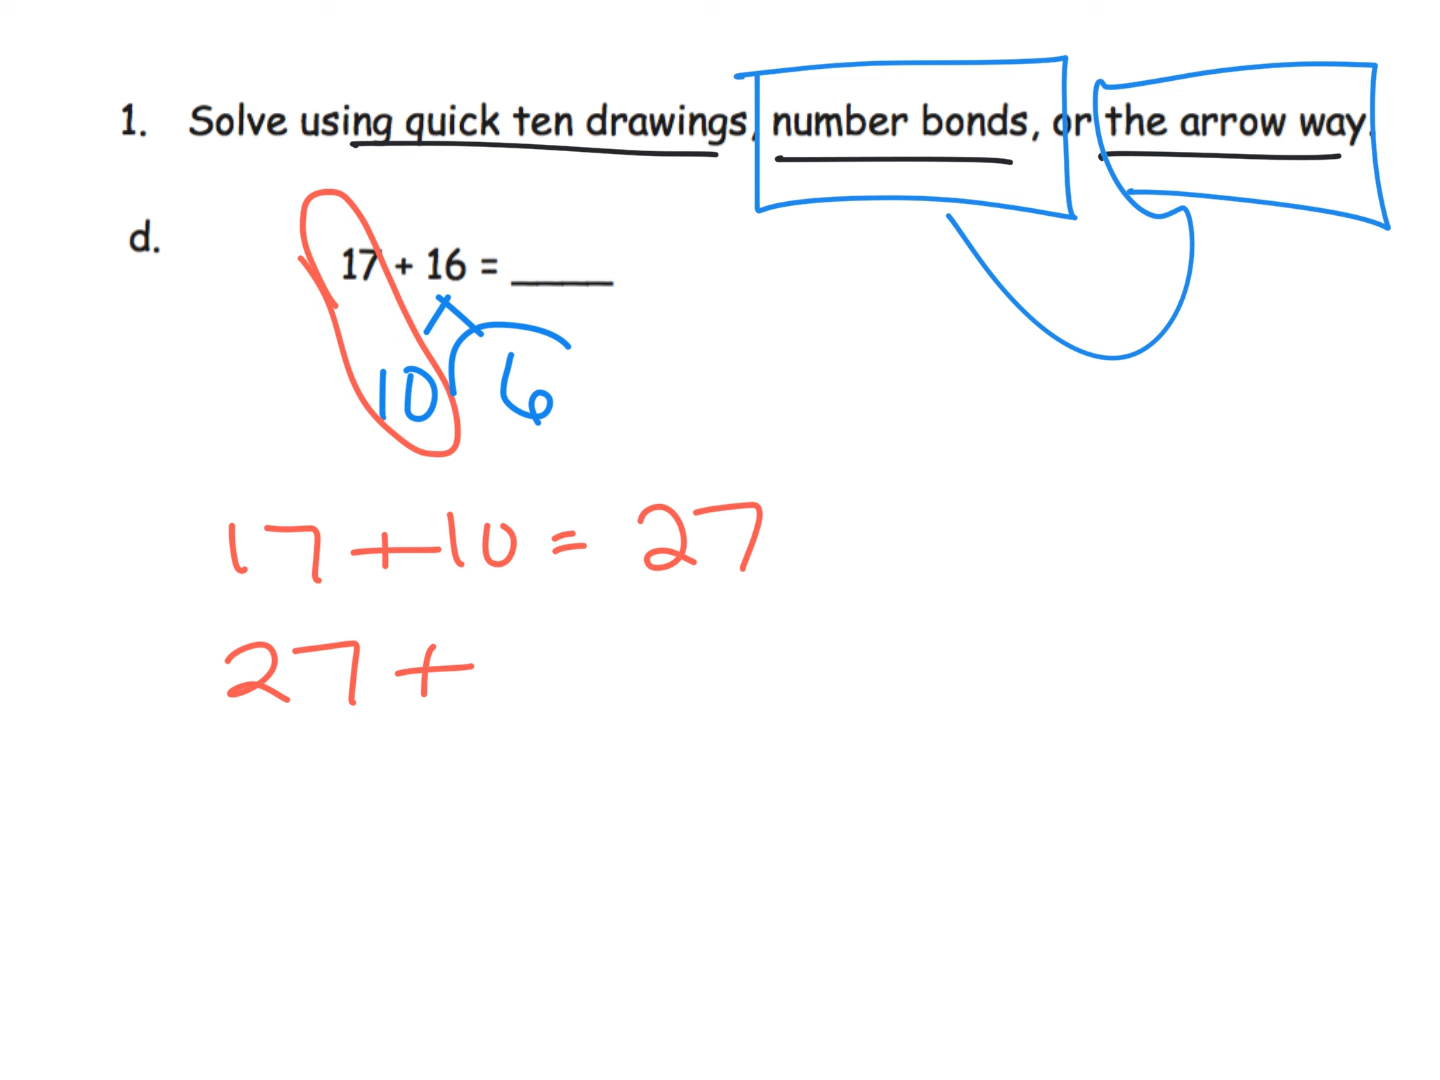 1. Solve using quick ten drawings, number bonds, or the arrow way.
d.
17 + 16 = ____
10 6
17 + 10 = 27
27 +